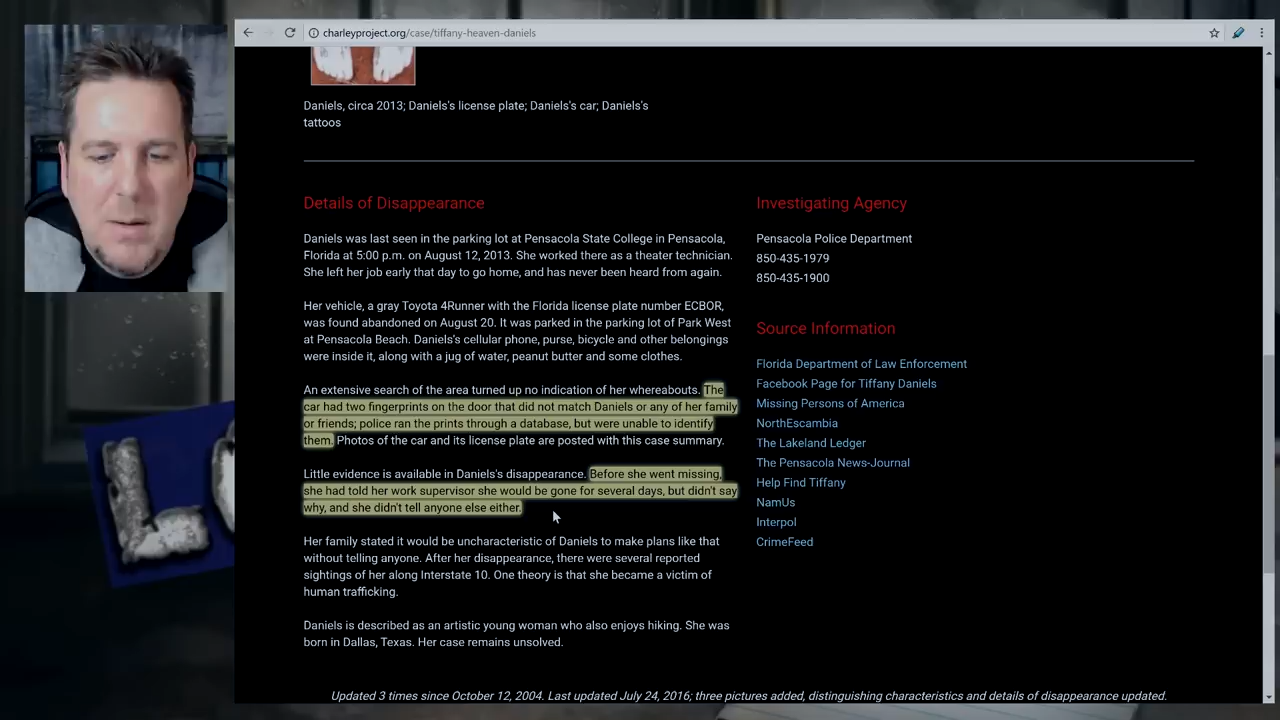 charleyproject.org/case/tiffany-heaven-daniels
Daniels, circa 2013; Daniels's license plate; Daniels's car; Daniels's
tattoos
Details of Disappearance
Daniels was last seen in the parking lot at Pensacola State College in Pensacola,
Florida at 5:00 p.m. on August 12, 2013. She worked there as a theater technician.
She left her job early that day to go home, and has never been heard from again.
Her vehicle, a gray Toyota 4Runner with the Florida license plate number ECBOR,
was found abandoned on August 20. It was parked in the parking lot of Park West
at Pensacola Beach. Daniels's cellular phone, purse, bicycle and other belongings
were inside it, along with a jug of water, peanut butter and some clothes.
An extensive search of the area turned up no indication of her whereabouts. The
car had two fingerprints on the door that did not match Daniels or any of her family
or friends; police ran the prints through a database, but were unable to identify
them. Photos of the car and its license plate are posted with this case summary.
Little evidence is available in Daniels's disappearance. Before she went missing,
she had told her work supervisor she would be gone for several days, but didn't say
why, and she didn't tell anyone else either.
Her family stated it would be uncharacteristic of Daniels to make plans like that
without telling anyone. After her disappearance, there were several reported
sightings of her along Interstate 10. One theory is that she became a victim of
human trafficking.
Daniels is described as an artistic young woman who also enjoys hiking. She was
born in Dallas, Texas. Her case remains unsolved.
Investigating Agency
Pensacola Police Department
850-435-1979
850-435-1900
Source Information
Florida Department of Law Enforcement
Facebook Page for Tiffany Daniels
Missing Persons of America
NorthEscambia
The Lakeland Ledger
The Pensacola News-Journal
Help Find Tiffany
NamUs
Interpol
CrimeFeed
Updated 3 times since October 12, 2004. Last updated July 24, 2016; three pictures added, distinguishing characteristics and details of disappearance updated.